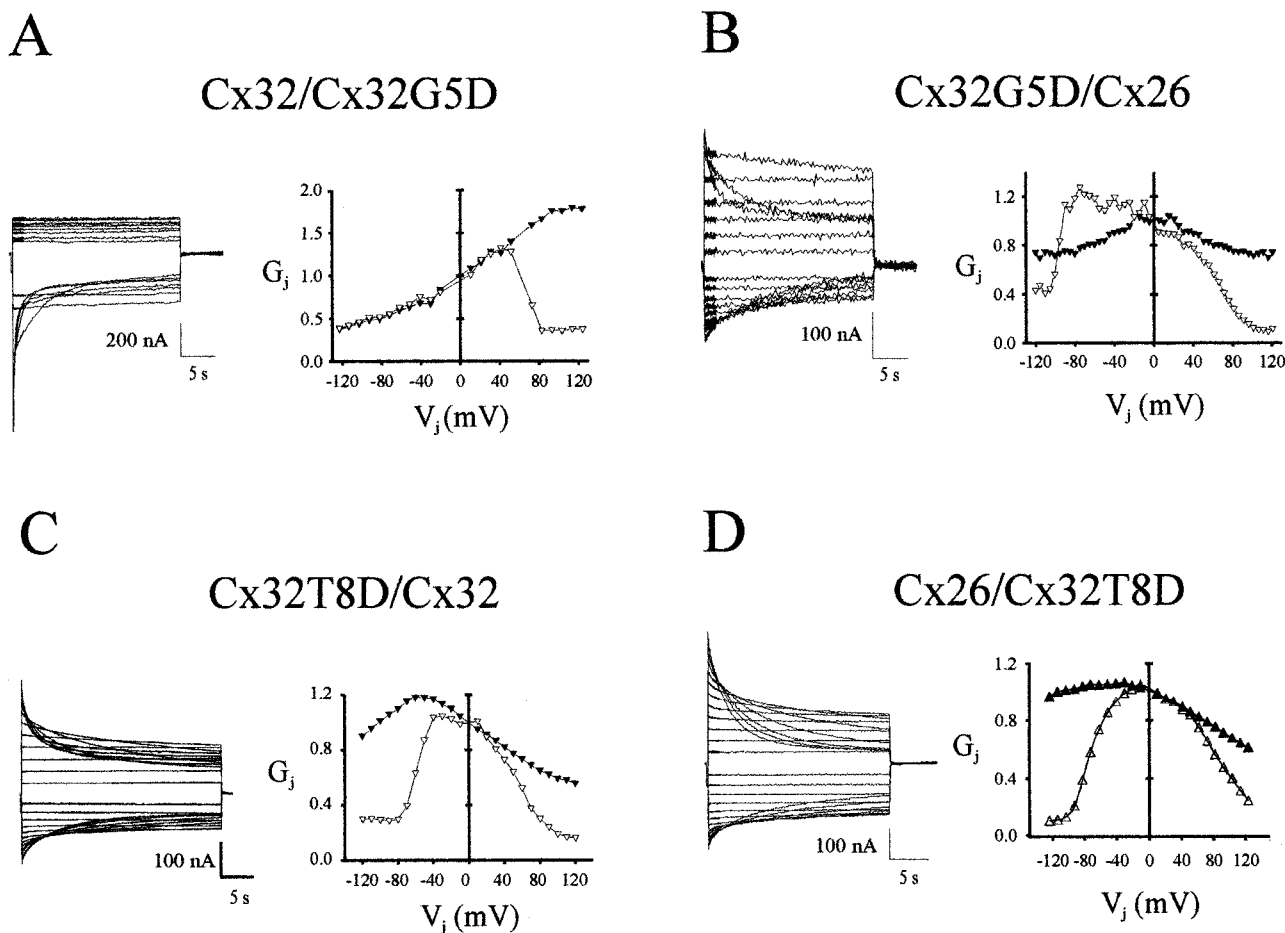 A
Cx32/Cx32G5D
200 nA
5 s
2.0
1.5
1.0
0.5
0.0
Gj
-120 -80 -40 0 40 80 120
Vj (mV)
B
Cx32G5D/Cx26
100 nA
5 s
1.2
0.8
0.4
0.0
Gj
-120 -80 -40 0 40 80 120
Vj (mV)
C
Cx32T8D/Cx32
100 nA
5 s
1.2
0.8
0.4
0.0
Gj
-120 -80 -40 0 40 80 120
Vj (mV)
D
Cx26/Cx32T8D
100 nA
5 s
1.2
0.8
0.4
0.0
Gj
-120 -80 -40 0 40 80 120
Vj (mV)